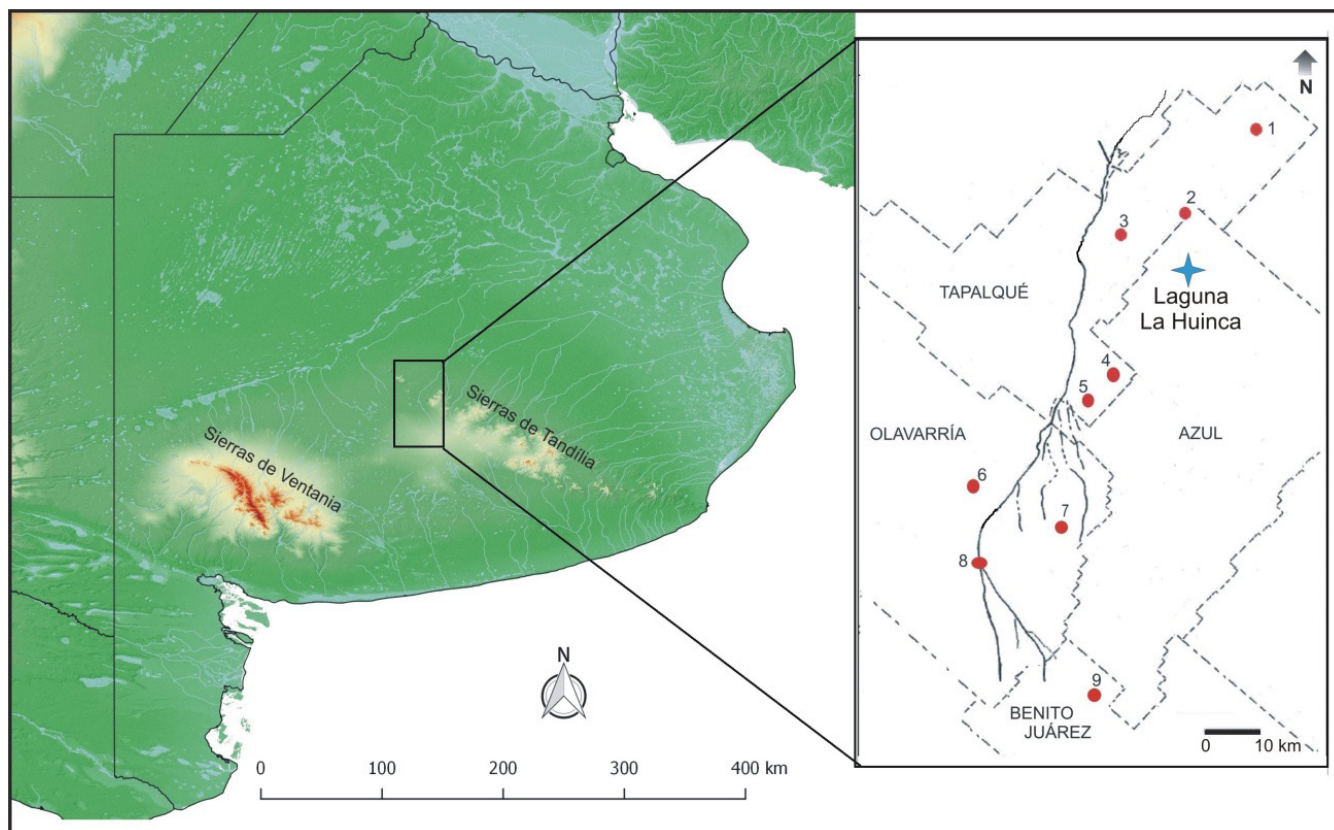 Sierras de Ventania
Sierras de Tandília
N
0 100 200 300 400 km
N
1
2
3
TAPALQUÉ
Laguna
La Huinca
4
5
OLAVARRÍA
AZUL
6
7
8
9
BENITO
JUÁREZ
0 10 km